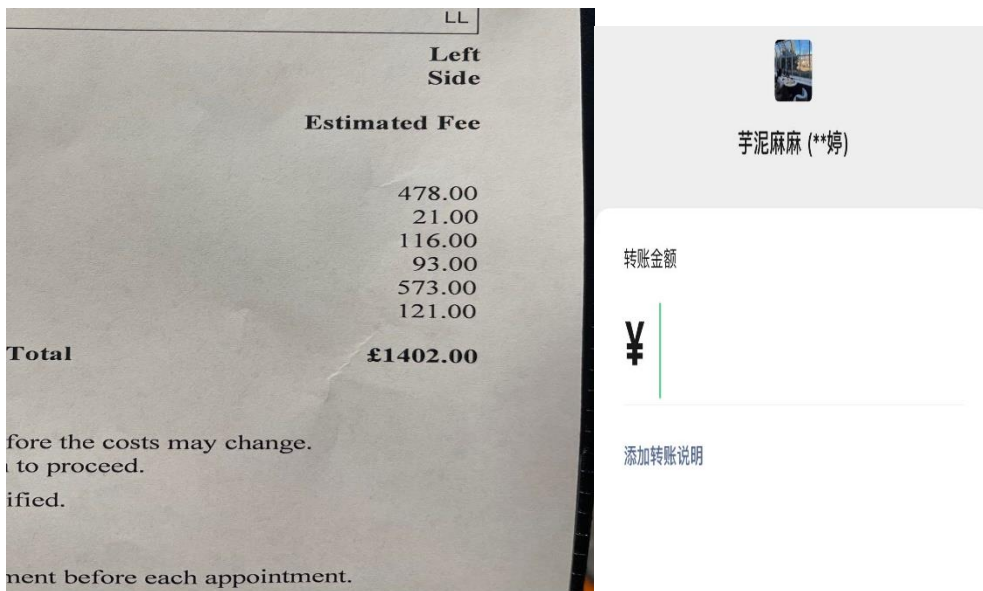 LL
Left
Side
Estimated Fee
478.00
21.00
116.00
93.00
573.00
121.00
Total £1402.00
fore the costs may change.
to proceed.
ified.
ment before each appointment.
芋泥麻麻 (**婷)
转账金额
¥
添加转账说明